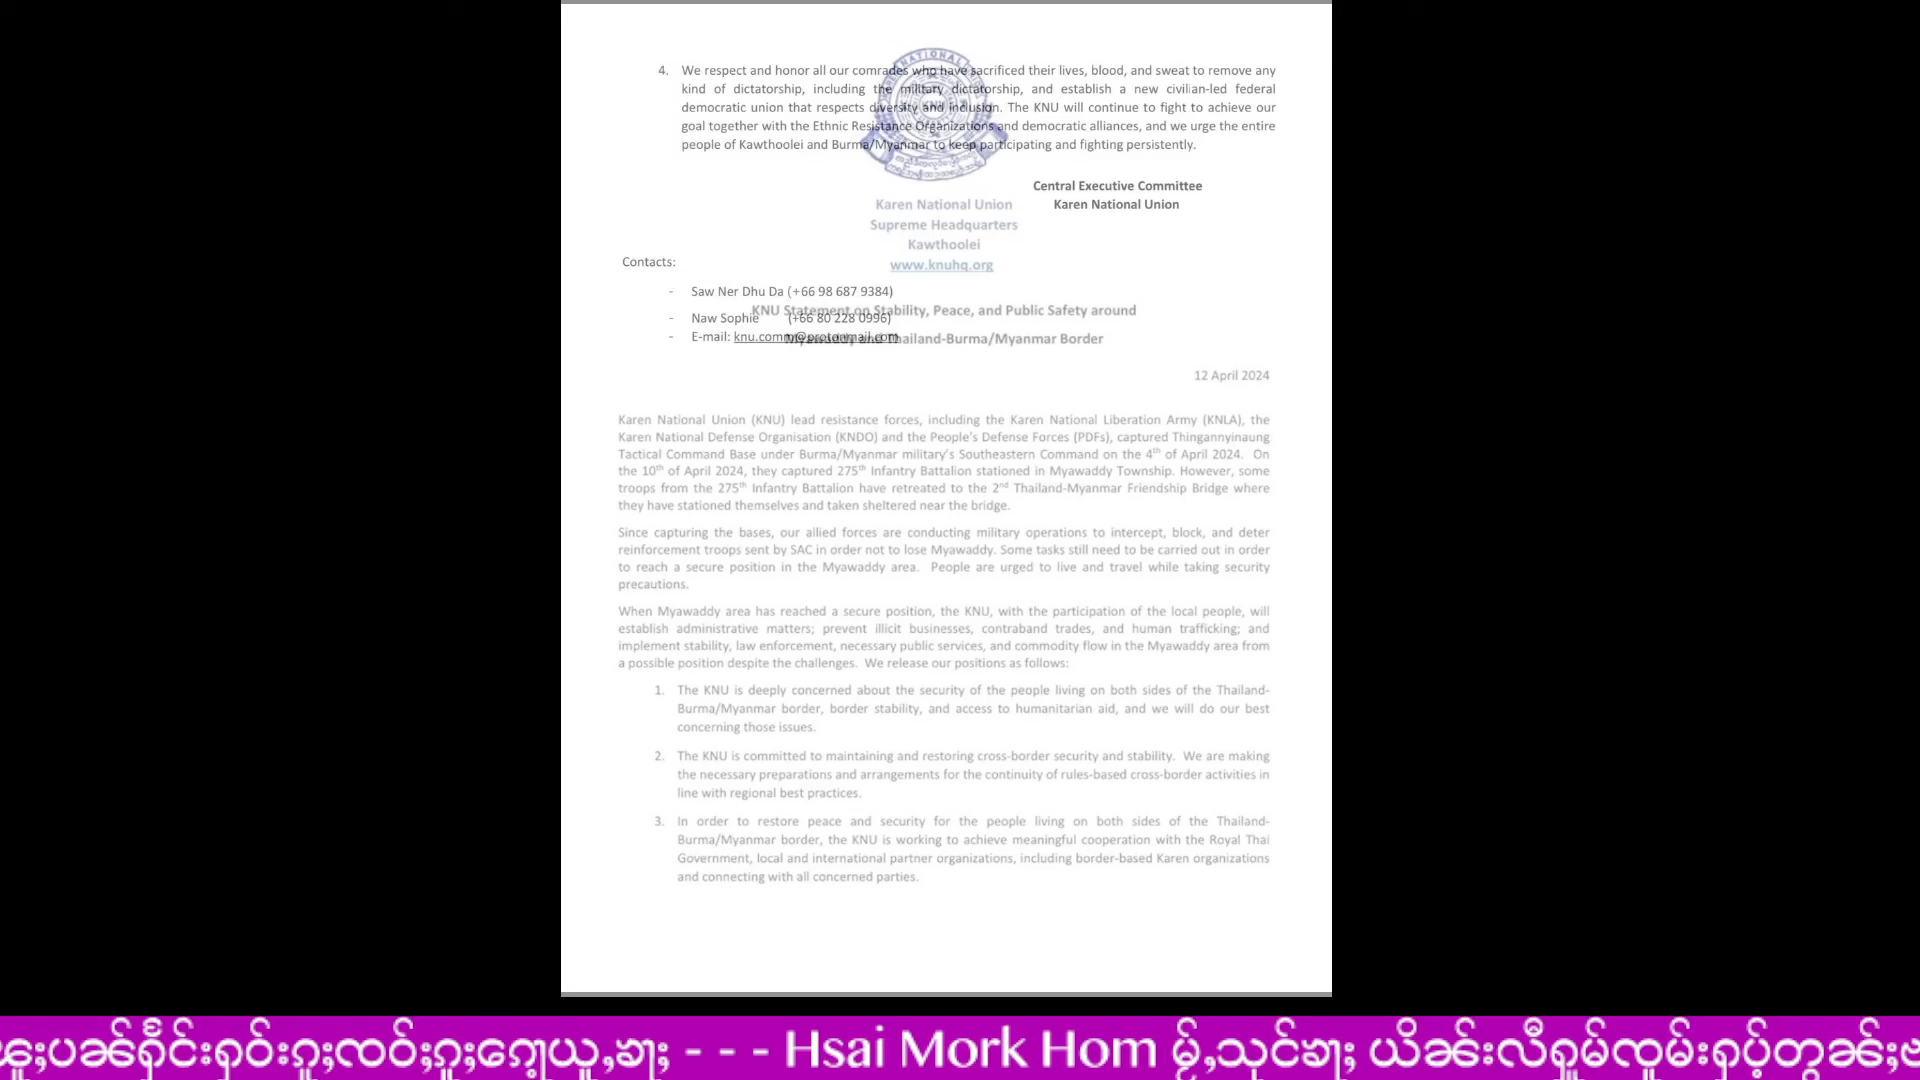 4. We respect and honor all our comrades who have sacrificed their lives, blood, and sweat to remove any
kind of dictatorship, including the military dictatorship, and establish a new civilian-led federal
democratic union that respects diversity and inclusion. The KNU will continue to fight to achieve our
goal together with the Ethnic Resistance Organizations and democratic alliances, and we urge the entire
people of Kawthoolei and Burma/Myanmar to keep participating and fighting persistently.
Central Executive Committee
Karen National Union
Karen National Union
Supreme Headquarters
Kawthoolei
www.knuhq.org
Contacts:
- Saw Ner Dhu Da (+66 98 687 9384)
- Naw Sophie (+66 80 228 0996)
- E-mail: knu.comm@protonmail.com
KNU Statement on Stability, Peace, and Public Safety around
Myawaddy and Thailand-Burma/Myanmar Border
12 April 2024
Karen National Union (KNU) lead resistance forces, including the Karen National Liberation Army (KNLA), the
Karen National Defense Organisation (KNDO) and the People's Defense Forces (PDFs), captured Thingannyinaung
Tactical Command Base under Burma/Myanmar military's Southeastern Command on the 4th of April 2024. On
the 10th of April 2024, they captured 275th Infantry Battalion stationed in Myawaddy Township. However, some
troops from the 275th Infantry Battalion have retreated to the 2nd Thailand-Myanmar Friendship Bridge where
they have stationed themselves and taken sheltered near the bridge.
Since capturing the bases, our allied forces are conducting military operations to intercept, block, and deter
reinforcement troops sent by SAC in order not to lose Myawaddy. Some tasks still need to be carried out in order
to reach a secure position in the Myawaddy area. People are urged to live and travel while taking security
precautions.
When Myawaddy area has reached a secure position, the KNU, with the participation of the local people, will
establish administrative matters; prevent illicit businesses, contraband trades, and human trafficking; and
implement stability, law enforcement, necessary public services, and commodity flow in the Myawaddy area from
a possible position despite the challenges. We release our positions as follows:
1. The KNU is deeply concerned about the security of the people living on both sides of the Thailand-
Burma/Myanmar border, border stability, and access to humanitarian aid, and we will do our best
concerning those issues.
2. The KNU is committed to maintaining and restoring cross-border security and stability. We are making
the necessary preparations and arrangements for the continuity of rules-based cross-border activities in
line with regional best practices.
3. In order to restore peace and security for the people living on both sides of the Thailand-
Burma/Myanmar border, the KNU is working to achieve meaningful cooperation with the Royal Thai
Government, local and international partner organizations, including border-based Karen organizations
and connecting with all concerned parties.
- - - Hsai Mork Hom